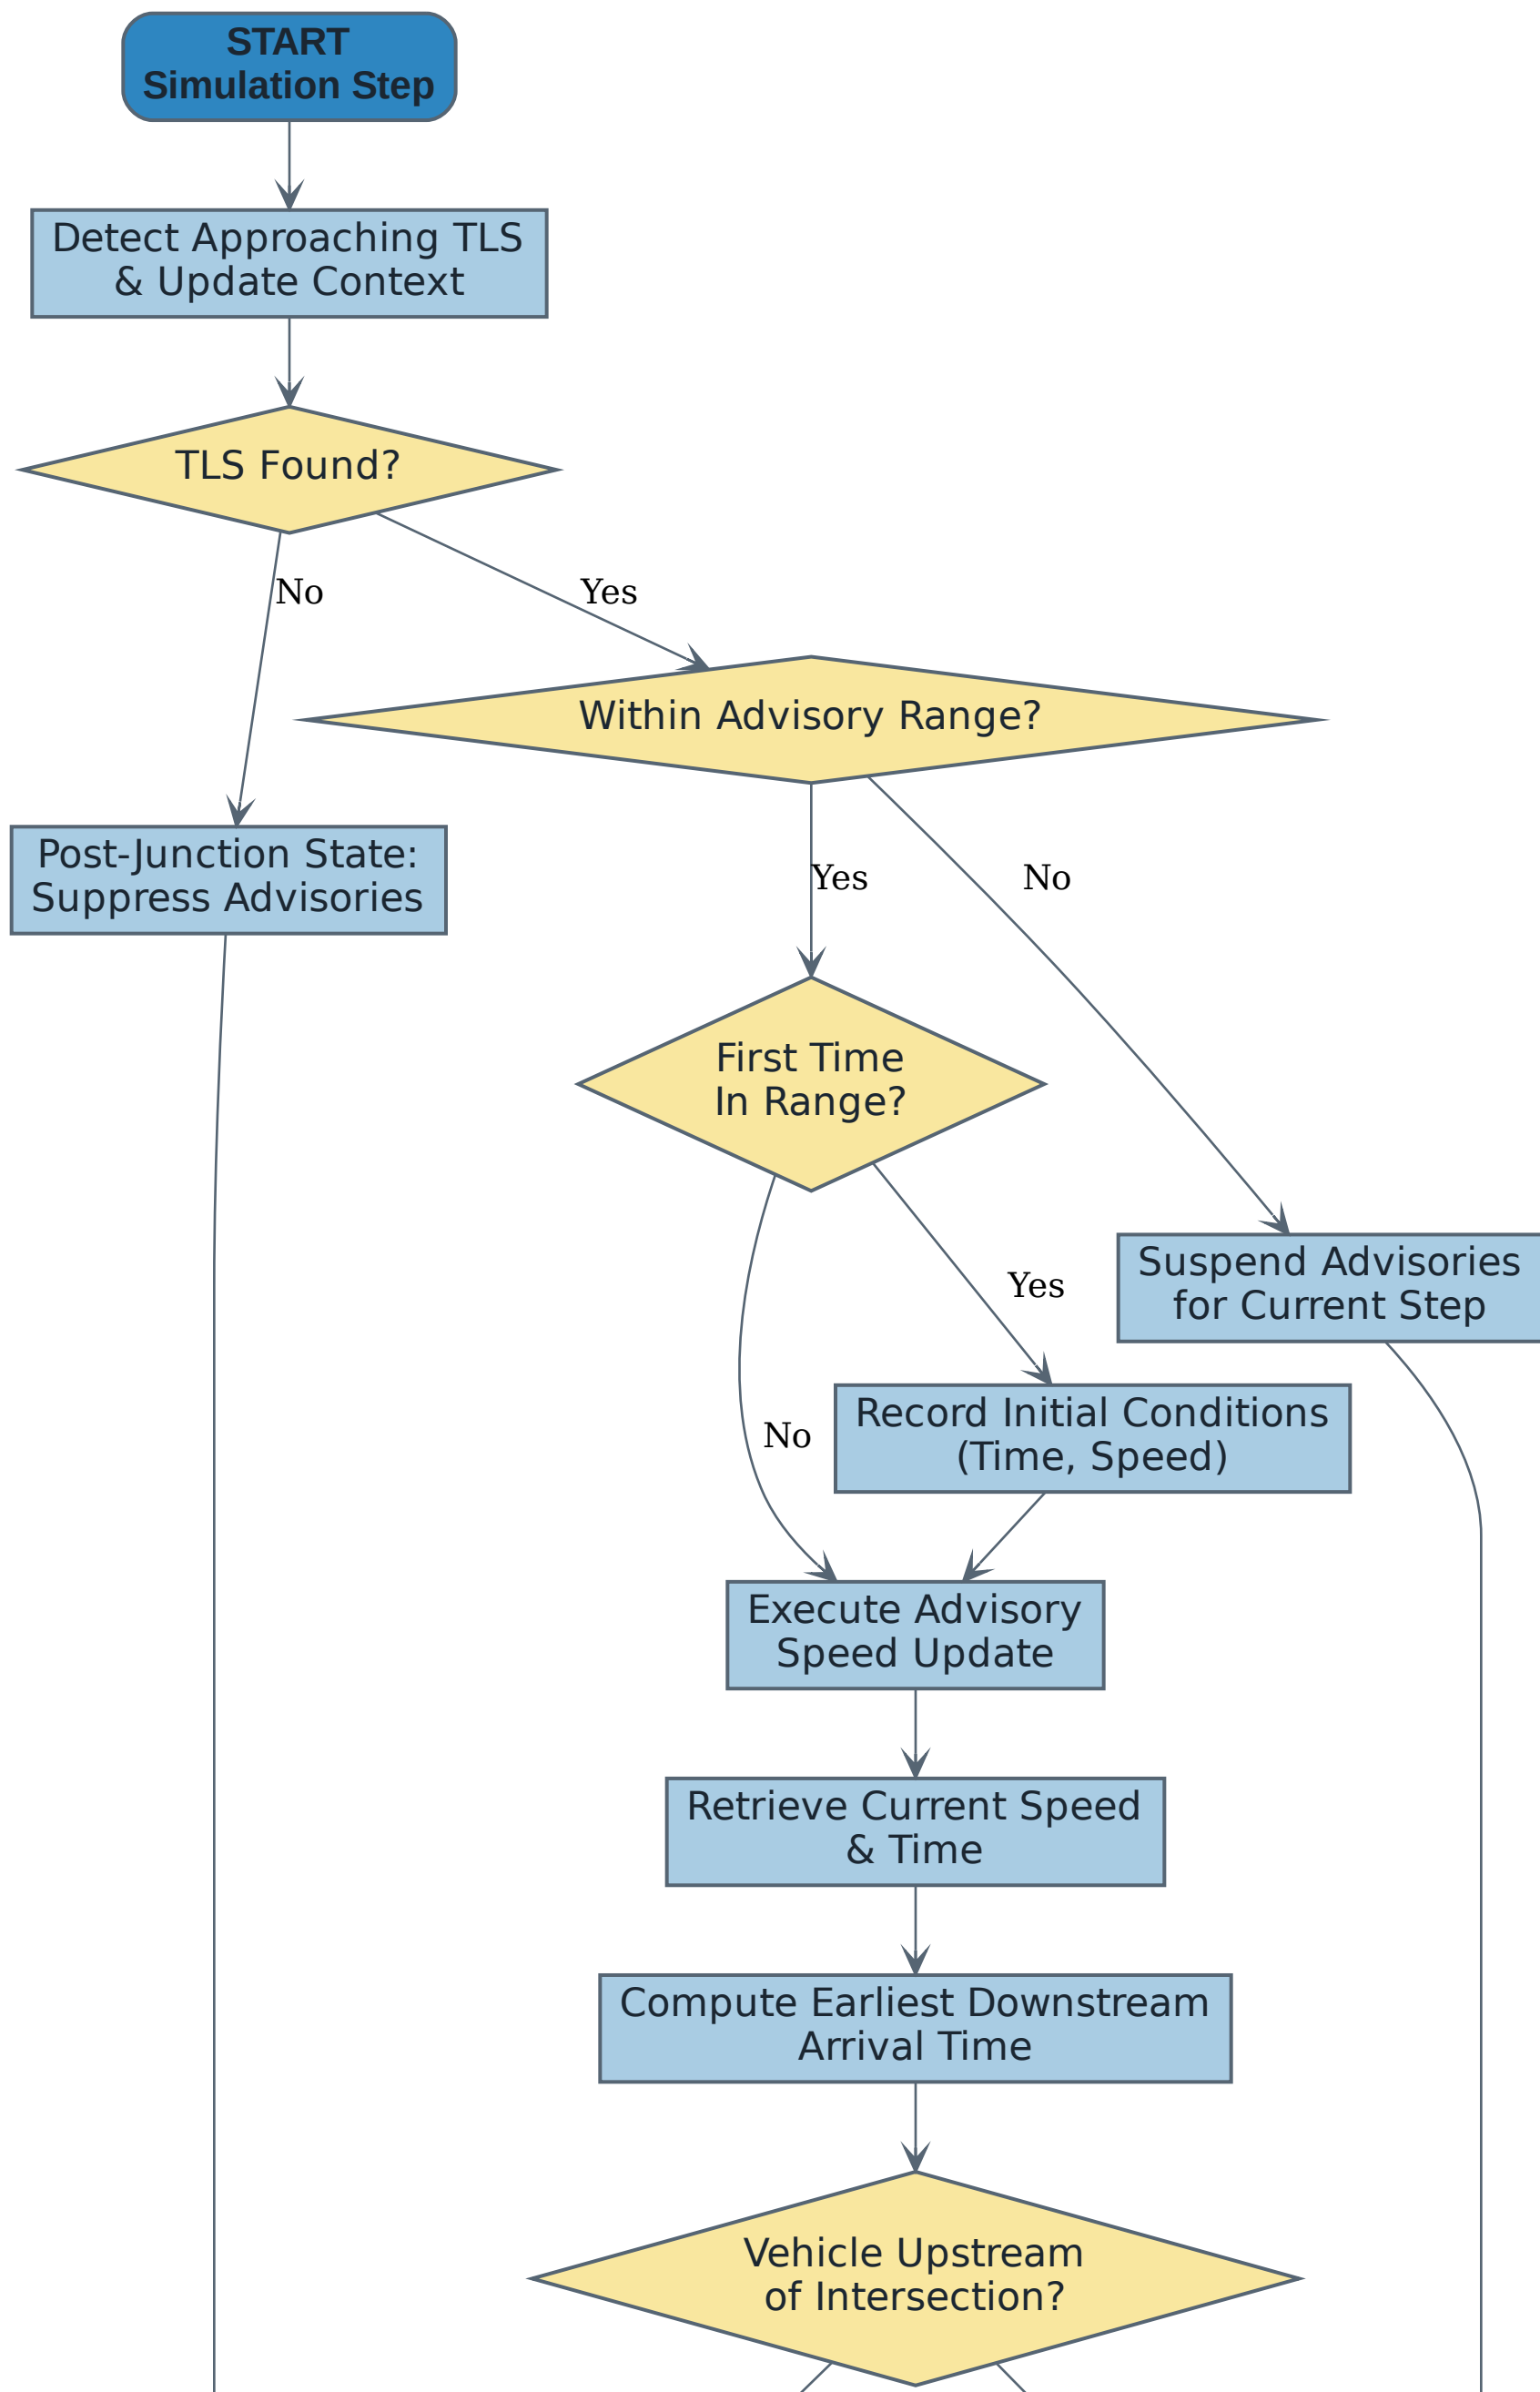 START
Simulation Step
Detect Approaching TLS
& Update Context
TLS Found?
No
Yes
Within Advisory Range?
Post-Junction State:
Suppress Advisories
Yes
No
First Time
In Range?
Suspend Advisories
for Current Step
Yes
Record Initial Conditions
(Time, Speed)
No
Execute Advisory
Speed Update
Retrieve Current Speed
& Time
Compute Earliest Downstream
Arrival Time
Vehicle Upstream
of Intersection?